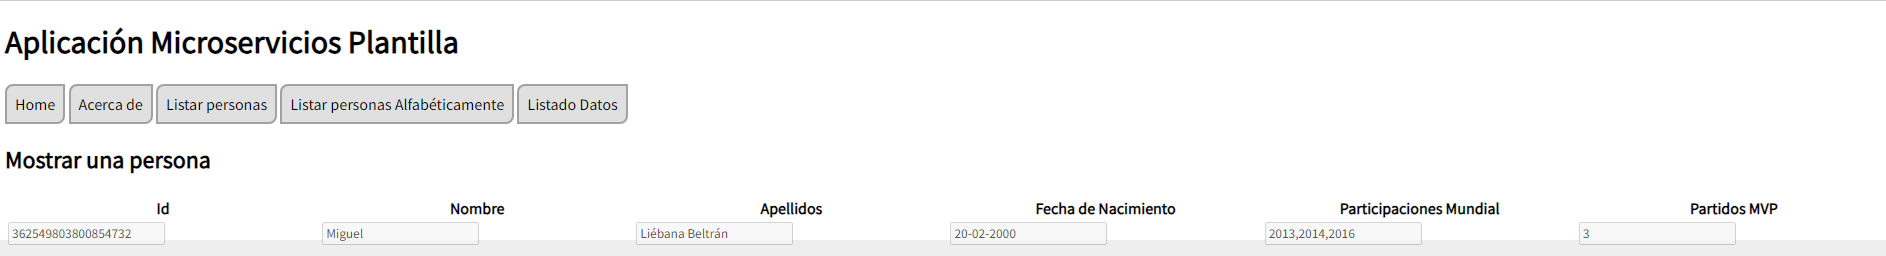 Aplicación Microservicios Plantilla
Home Acerca de Listar personas Listar personas Alfabéticamente Listado Datos
Mostrar una persona
Id Nombre Apellidos Fecha de Nacimiento Participaciones Mundial Partidos MVP
362549803800854732 Miguel Liébana Beltrán 20-02-2000 2013,2014,2016 3